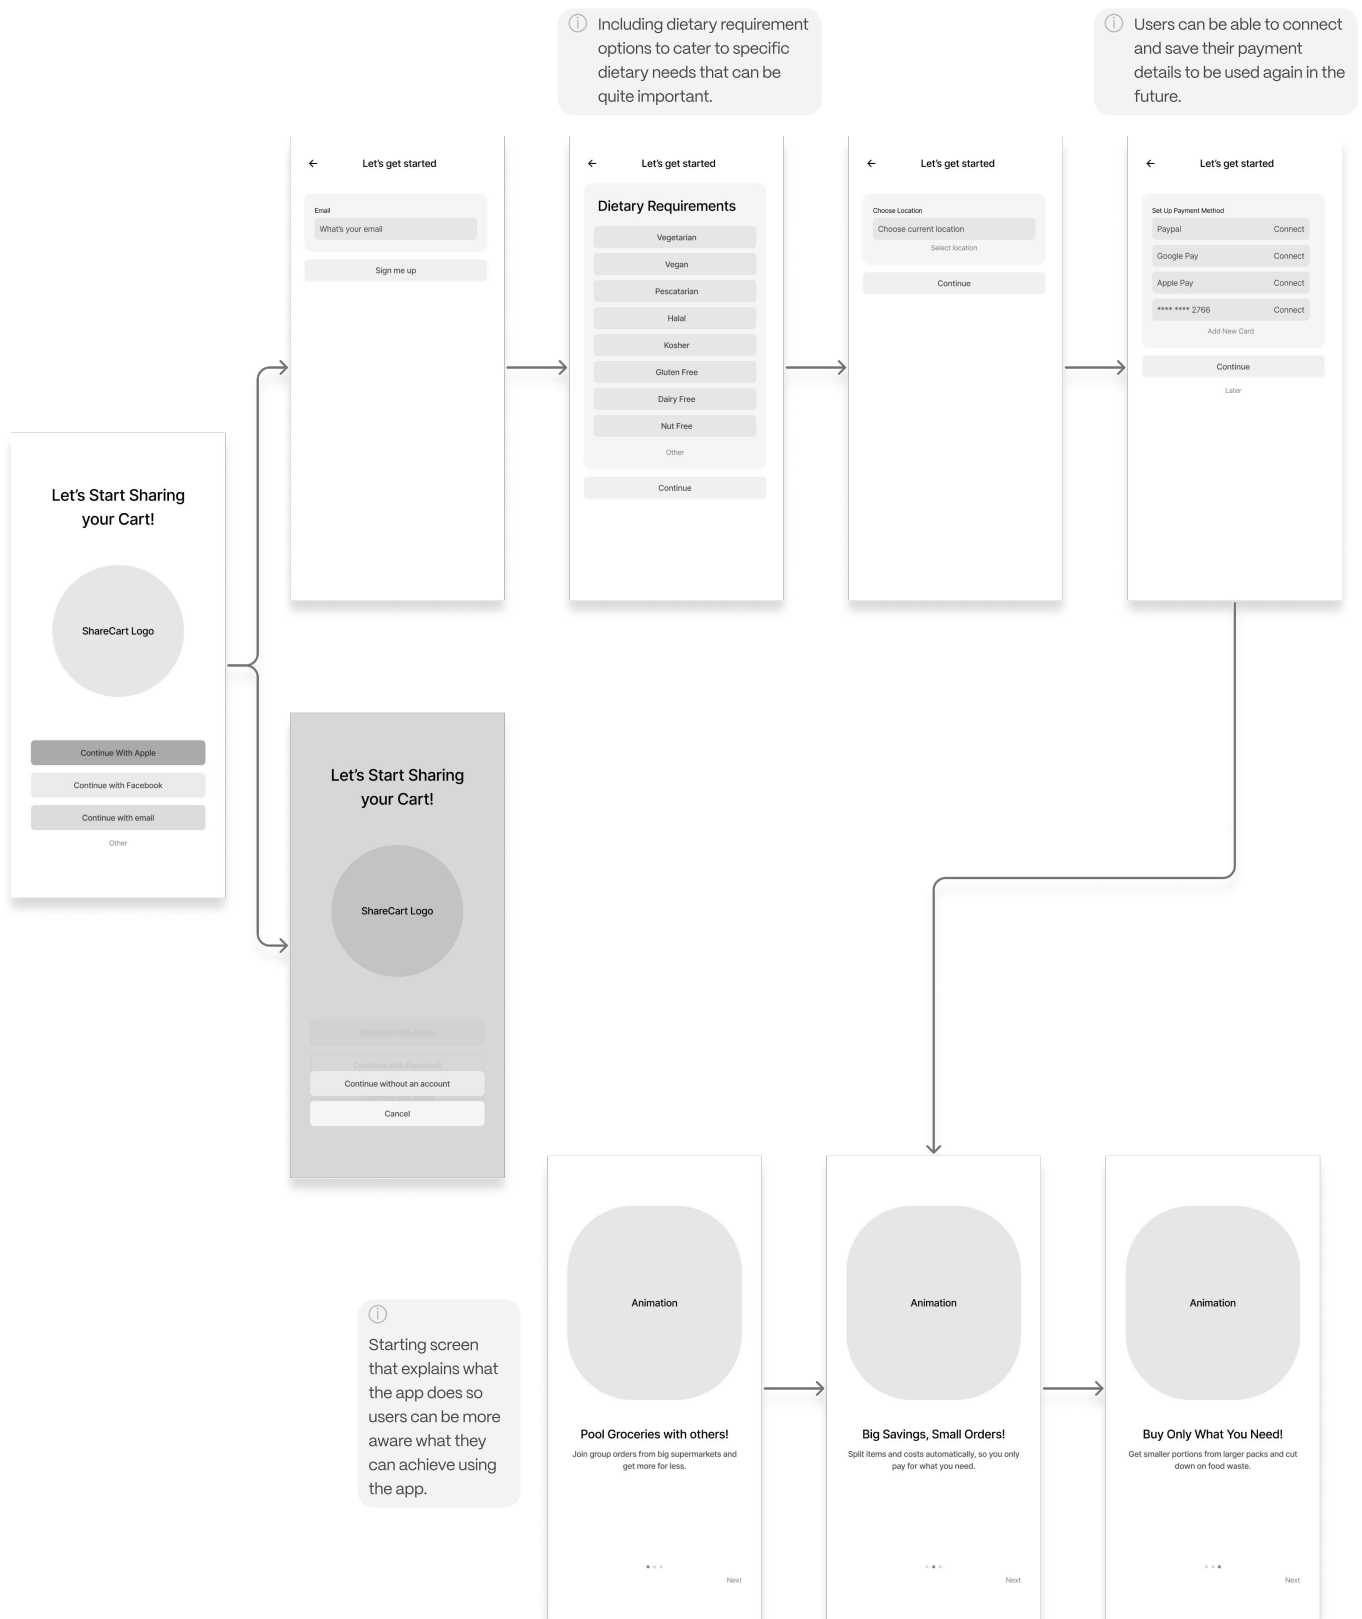 Including dietary requirement
options to cater to specific
dietary needs that can be
quite important.
Users can be able to connect
and save their payment
details to be used again in the
future.
Let's get started
Email
What's your email
Sign me up
Let's get started
Dietary Requirements
Vegetarian
Vegan
Pescatarian
Halal
Kosher
Gluten Free
Dairy Free
Nut Free
Other
Continue
Let's get started
Choose Location
Choose current location
Select location
Continue
Let's get started
Set Up Payment Method
Paypal Connect
Google Pay Connect
Apple Pay Connect
**** **** 2766 Connect
Add New Card
Continue
Later
Let's Start Sharing
your Cart!
ShareCart Logo
Continue With Apple
Continue with Facebook
Continue with email
Other
Let's Start Sharing
your Cart!
ShareCart Logo
Continue With Apple
Continue with Facebook
Continue without an account
Continue with email
Cancel
Starting screen
that explains what
the app does so
users can be more
aware what they
can achieve using
the app.
Animation
Pool Groceries with others!
Join group orders from big supermarkets and
get more for less.
Next
Animation
Big Savings, Small Orders!
Split items and costs automatically, so you only
pay for what you need.
Next
Animation
Buy Only What You Need!
Get smaller portions from larger packs and cut
down on food waste.
Next